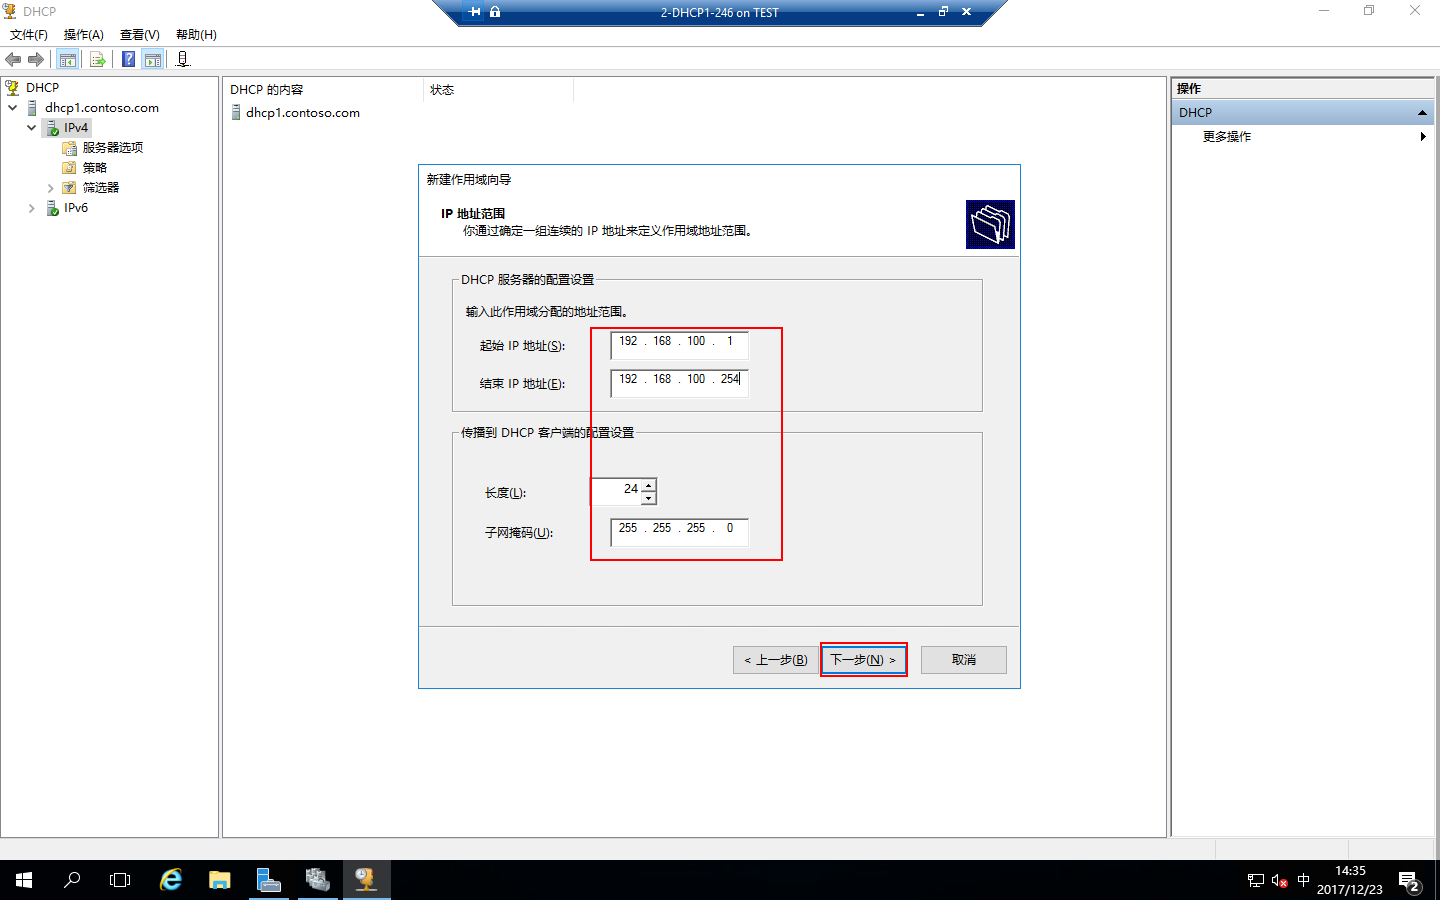 DHCP
2-DHCP1-246 on TEST
文件(F) 操作(A) 查看(V) 帮助(H)
DHCP
dhcp1.contoso.com
IPv4
服务器选项
策略
筛选器
IPv6
DHCP 的内容 状态
dhcp1.contoso.com
操作
DHCP
更多操作
新建作用域向导
IP 地址范围
你通过确定一组连续的 IP 地址来定义作用域地址范围。
DHCP 服务器的配置设置
输入此作用域分配的地址范围。
起始 IP 地址(S): 192 . 168 . 100 . 1
结束 IP 地址(E): 192 . 168 . 100 . 254
传播到 DHCP 客户端的配置设置
长度(L): 24
子网掩码(U): 255 . 255 . 255 . 0
< 上一步(B) 下一步(N) > 取消
中
14:35
2017/12/23
2